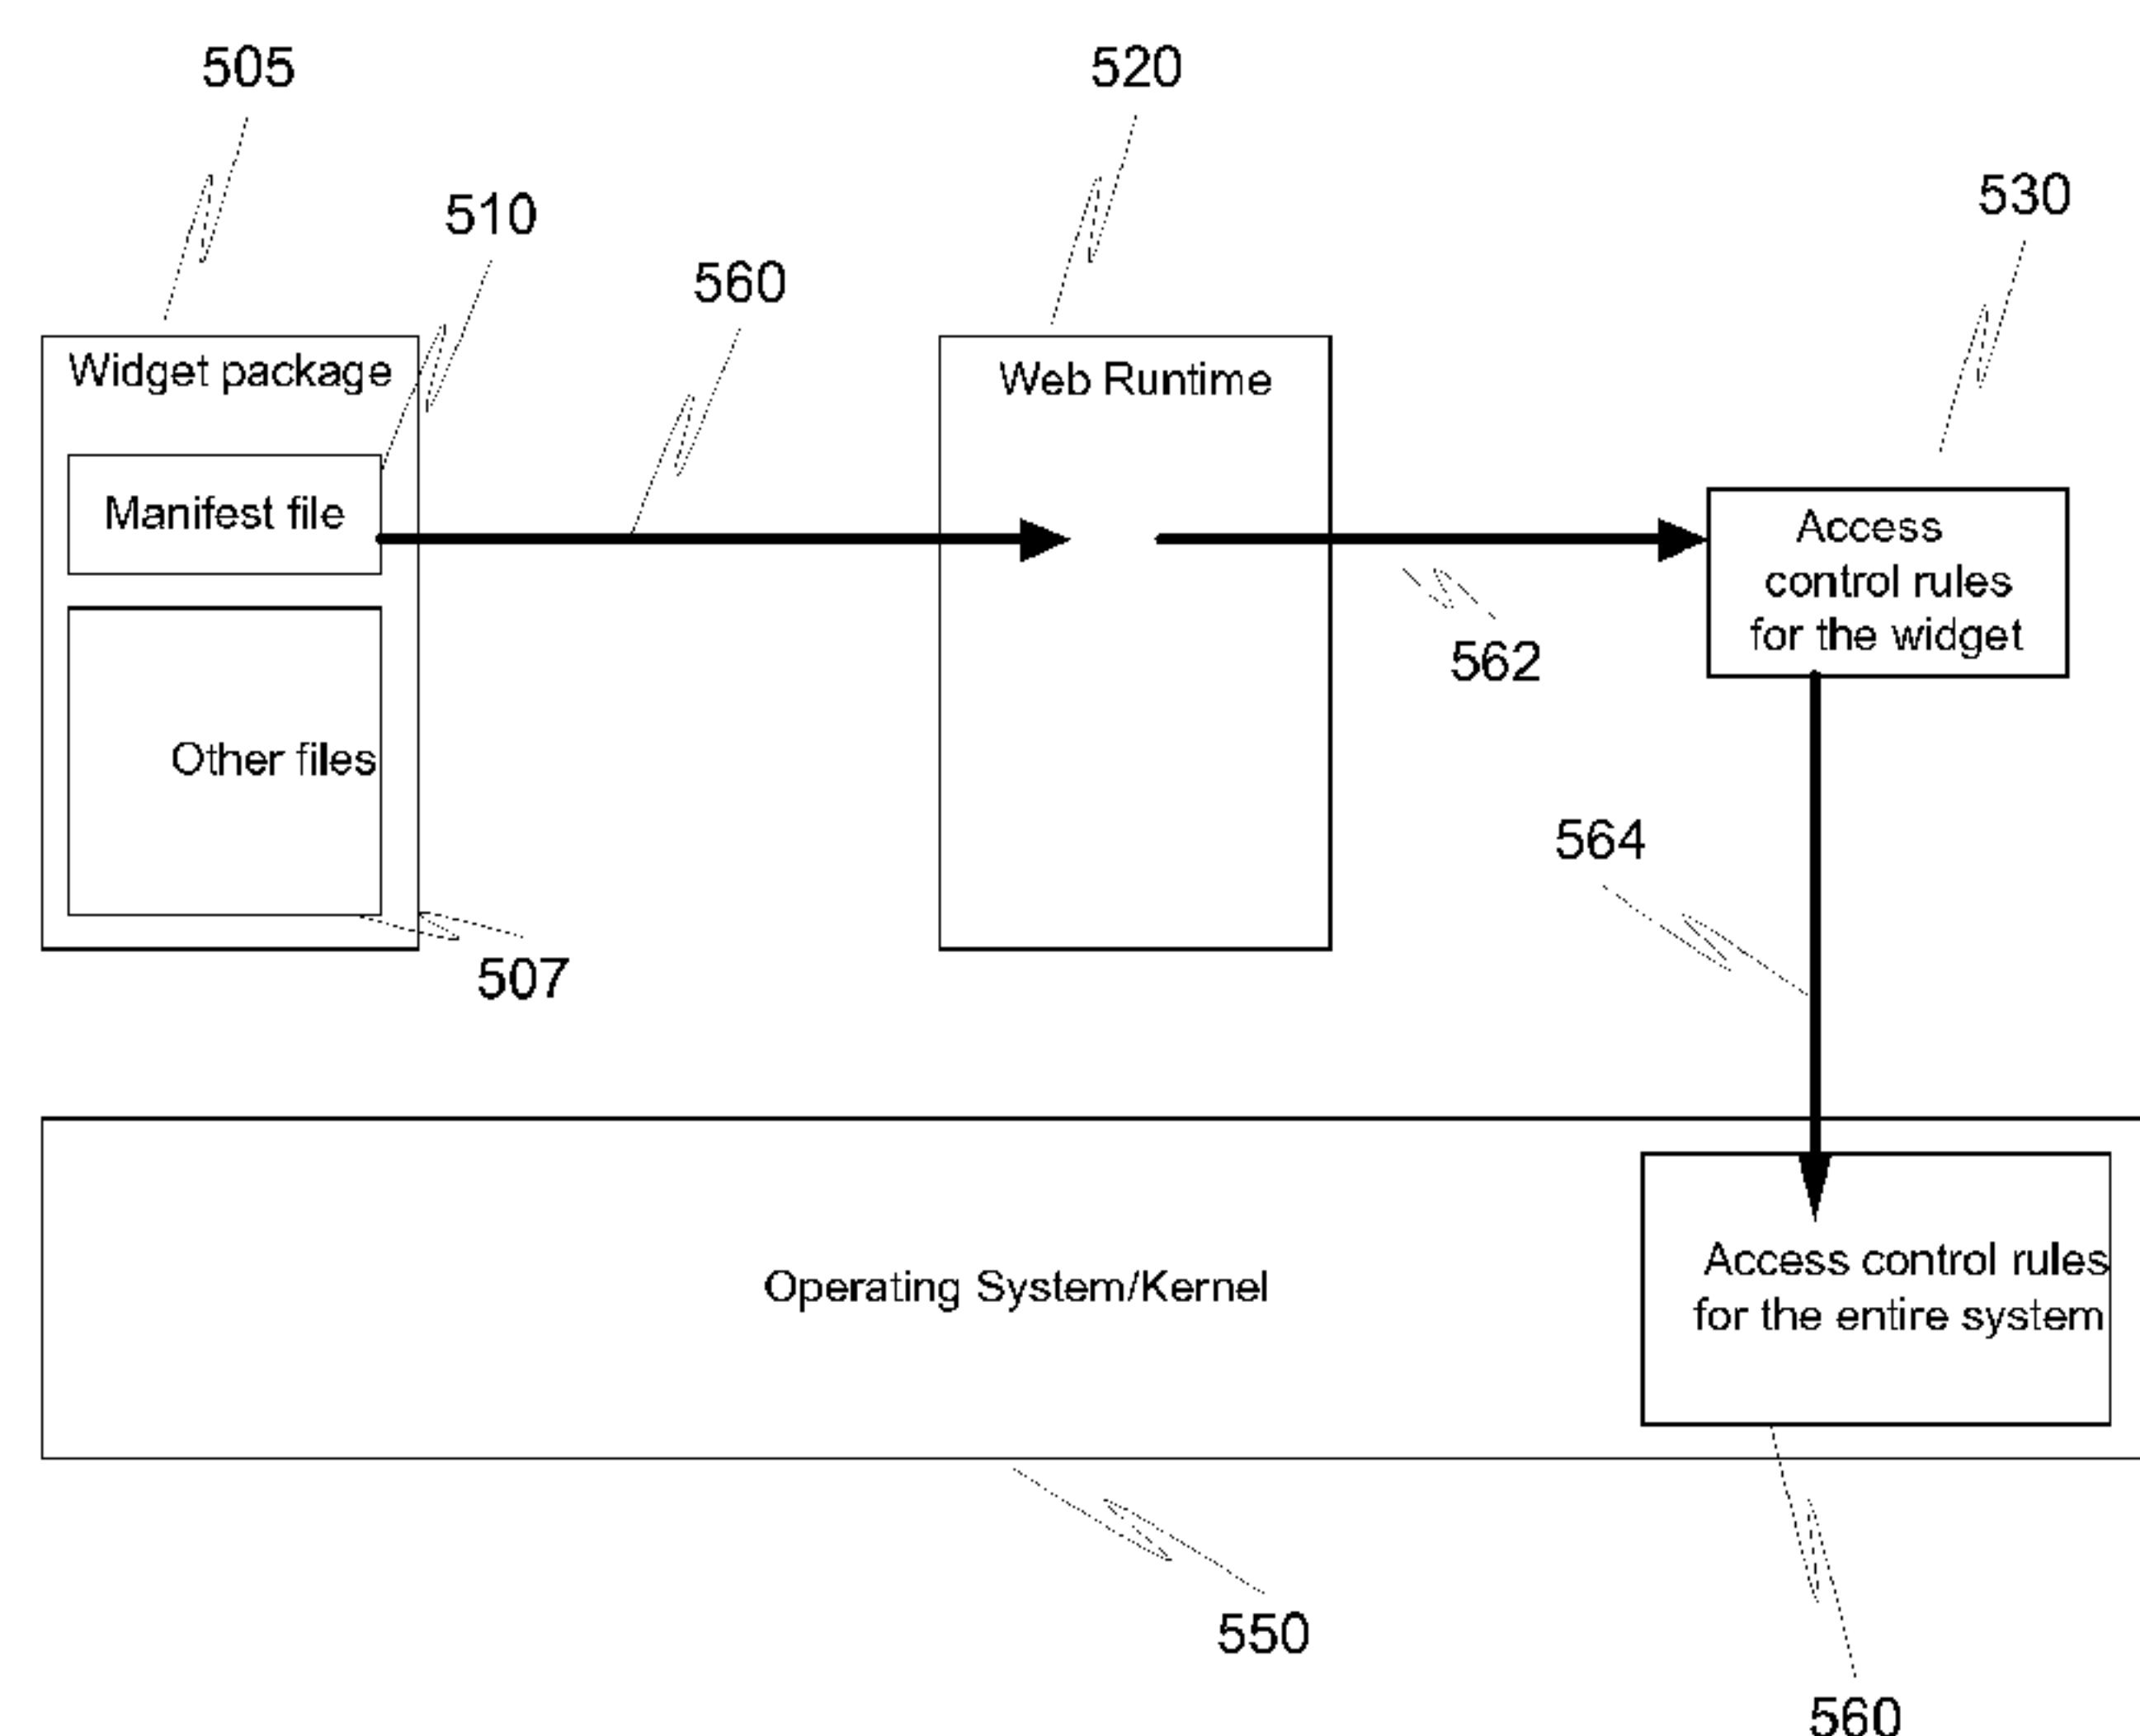 505
520
530
510
560
Widget package
Web Runtime
Manifest file
Access
control rules
for the widget
562
Other files
564
507
Operating System/Kernel
Access control rules
for the entire system
550
560